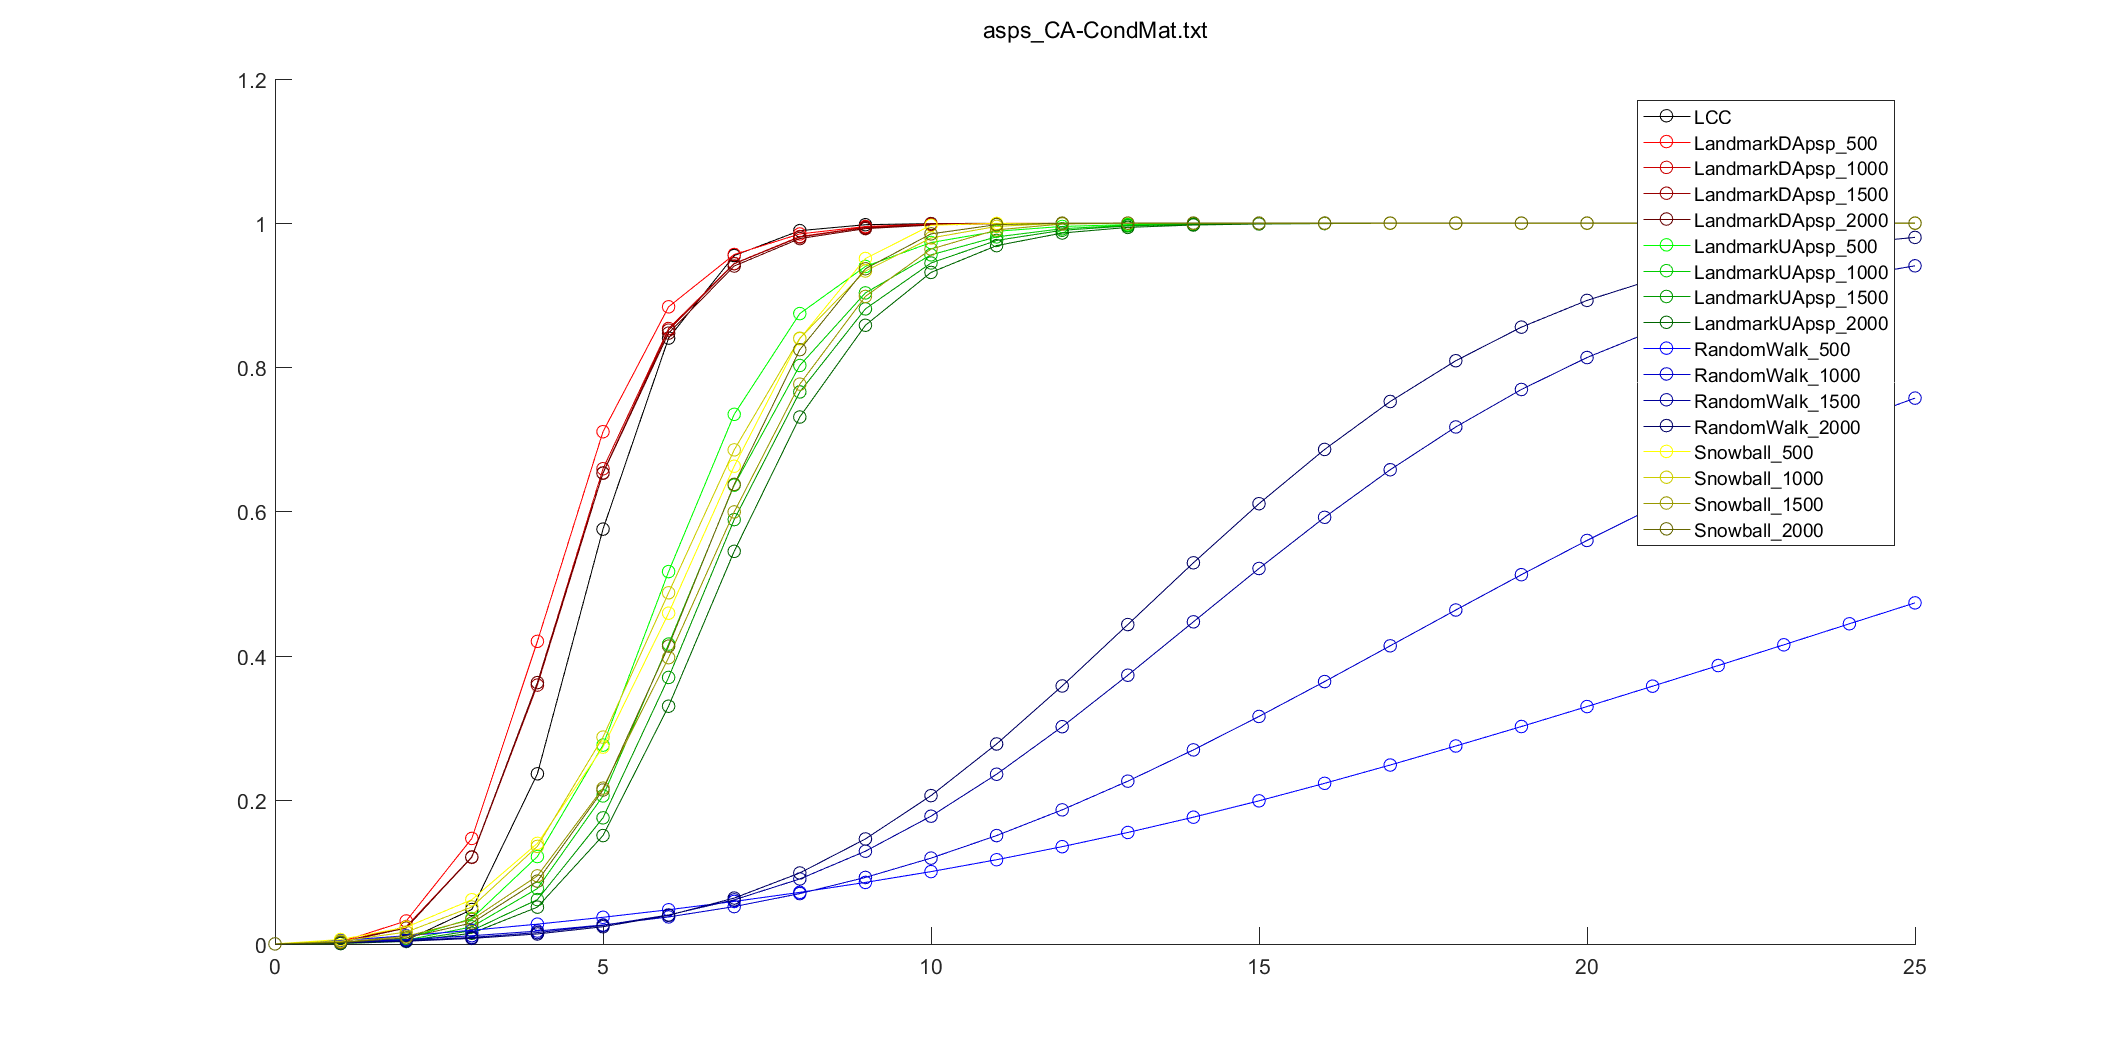 asps_CA-CondMat.txt
1.2
1
0.8
0.6
0.4
0.2
0
0 5 10 15 20 25
LCC
LandmarkDApsp_500
LandmarkDApsp_1000
LandmarkDApsp_1500
LandmarkDApsp_2000
LandmarkUApsp_500
LandmarkUApsp_1000
LandmarkUApsp_1500
LandmarkUApsp_2000
RandomWalk_500
RandomWalk_1000
RandomWalk_1500
RandomWalk_2000
Snowball_500
Snowball_1000
Snowball_1500
Snowball_2000